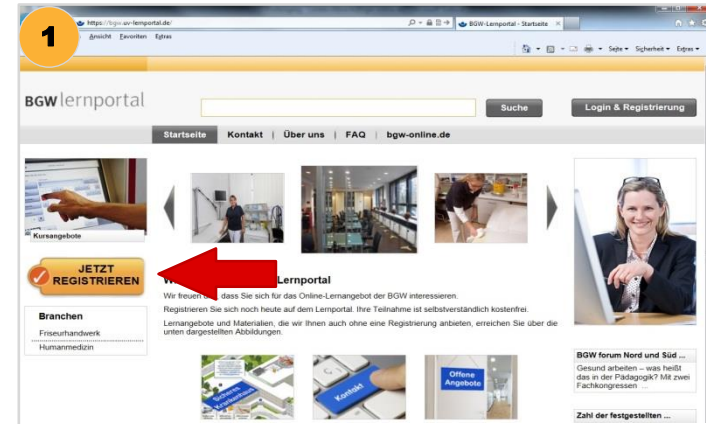 1
https://bgw.uv-lernportal.de/
BGW-Lernportal - Startseite
Ansicht Favoriten Extras
Seite Sicherheit Extras
BGW lernportal
Suche
Login & Registrierung
Startseite Kontakt | Über uns | FAQ | bgw-online.de
Kursangebote
JETZT
REGISTRIEREN
Branchen
Friseurhandwerk
Humanmedizin
Lernportal
Wir freuen dass Sie sich für das Online-Lernangebot der BGW interessieren.
Registrieren Sie sich noch heute auf dem Lernportal. Ihre Teilnahme ist selbstverständlich kostenfrei.
Lernangebote und Materialien, die wir Ihnen auch ohne eine Registrierung anbieten, erreichen Sie über die
unten dargestellten Abbildungen.
Sicheres
Krankenhaus
Kontakt
Offene
Angebote
BGW forum Nord und Süd ...
Gesund arbeiten – was heißt
das in der Pädagogik? Mit zwei
Fachkongressen ...
Zahl der festgestellten ...